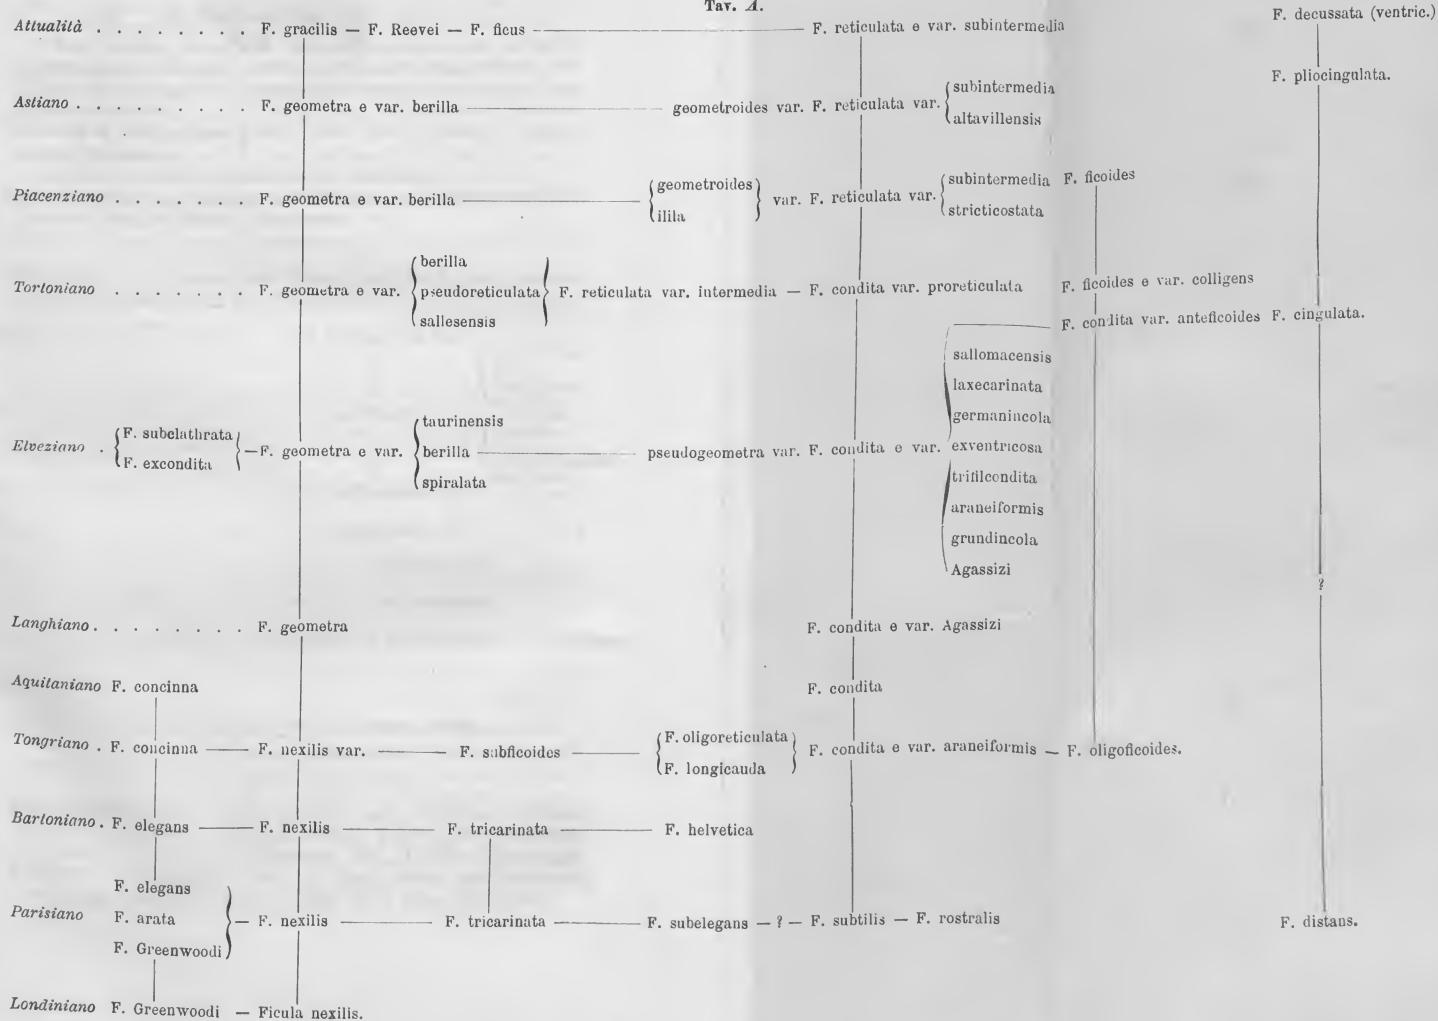 Tav. A.
Attualità . . . . . . . . F. gracilis — F. Reevei — F. ficus — F. reticulata e var. subintermedia F. decussata (ventric.)
F. pliocingulata.
Astiano . . . . . . . . . F. geometra e var. berilla — geometroides var. F. reticulata var. { subintermedia
altavillensis
Piacenziano . . . . . . . F. geometra e var. berilla — { geometroides
ilila } var. F. reticulata var. { subintermedia
stricticostata
F. ficoides
Tortoniano . . . . . . . F. geometra e var. { berilla
pseudoreticulata
sallesensis } F. reticulata var. intermedia — F. condita var. proreticulata F. ficoides e var. colligens
F. condita var. anteficoides F. cingulata.
Elveziano . { F. subclathrata
F. excondita } — F. geometra e var. { taurinensis
berilla
spiralata
pseudogeometra var. F. condita e var.
sallomacensis
laxecarinata
germanincola
exventricosa
trifilcondita
araneiformis
grundincola
Agassizi
?
Langhiano . . . . . . . . F. geometra F. condita e var. Agassizi
Aquitaniano F. concinna F. condita
Tongriano . F. concinna — F. nexilis var. — F. subficoides — { F. oligoreticulata
F. longicauda } F. condita e var. araneiformis — F. oligoficoides.
Bartoniano . F. elegans — F. nexilis — F. tricarinata — F. helvetica
Parisiano F. elegans
F. arata
F. Greenwoodi } — F. nexilis — F. tricarinata — F. subelegans — ? — F. subtilis — F. rostralis F. distans.
Londiniano F. Greenwoodi — Ficula nexilis.